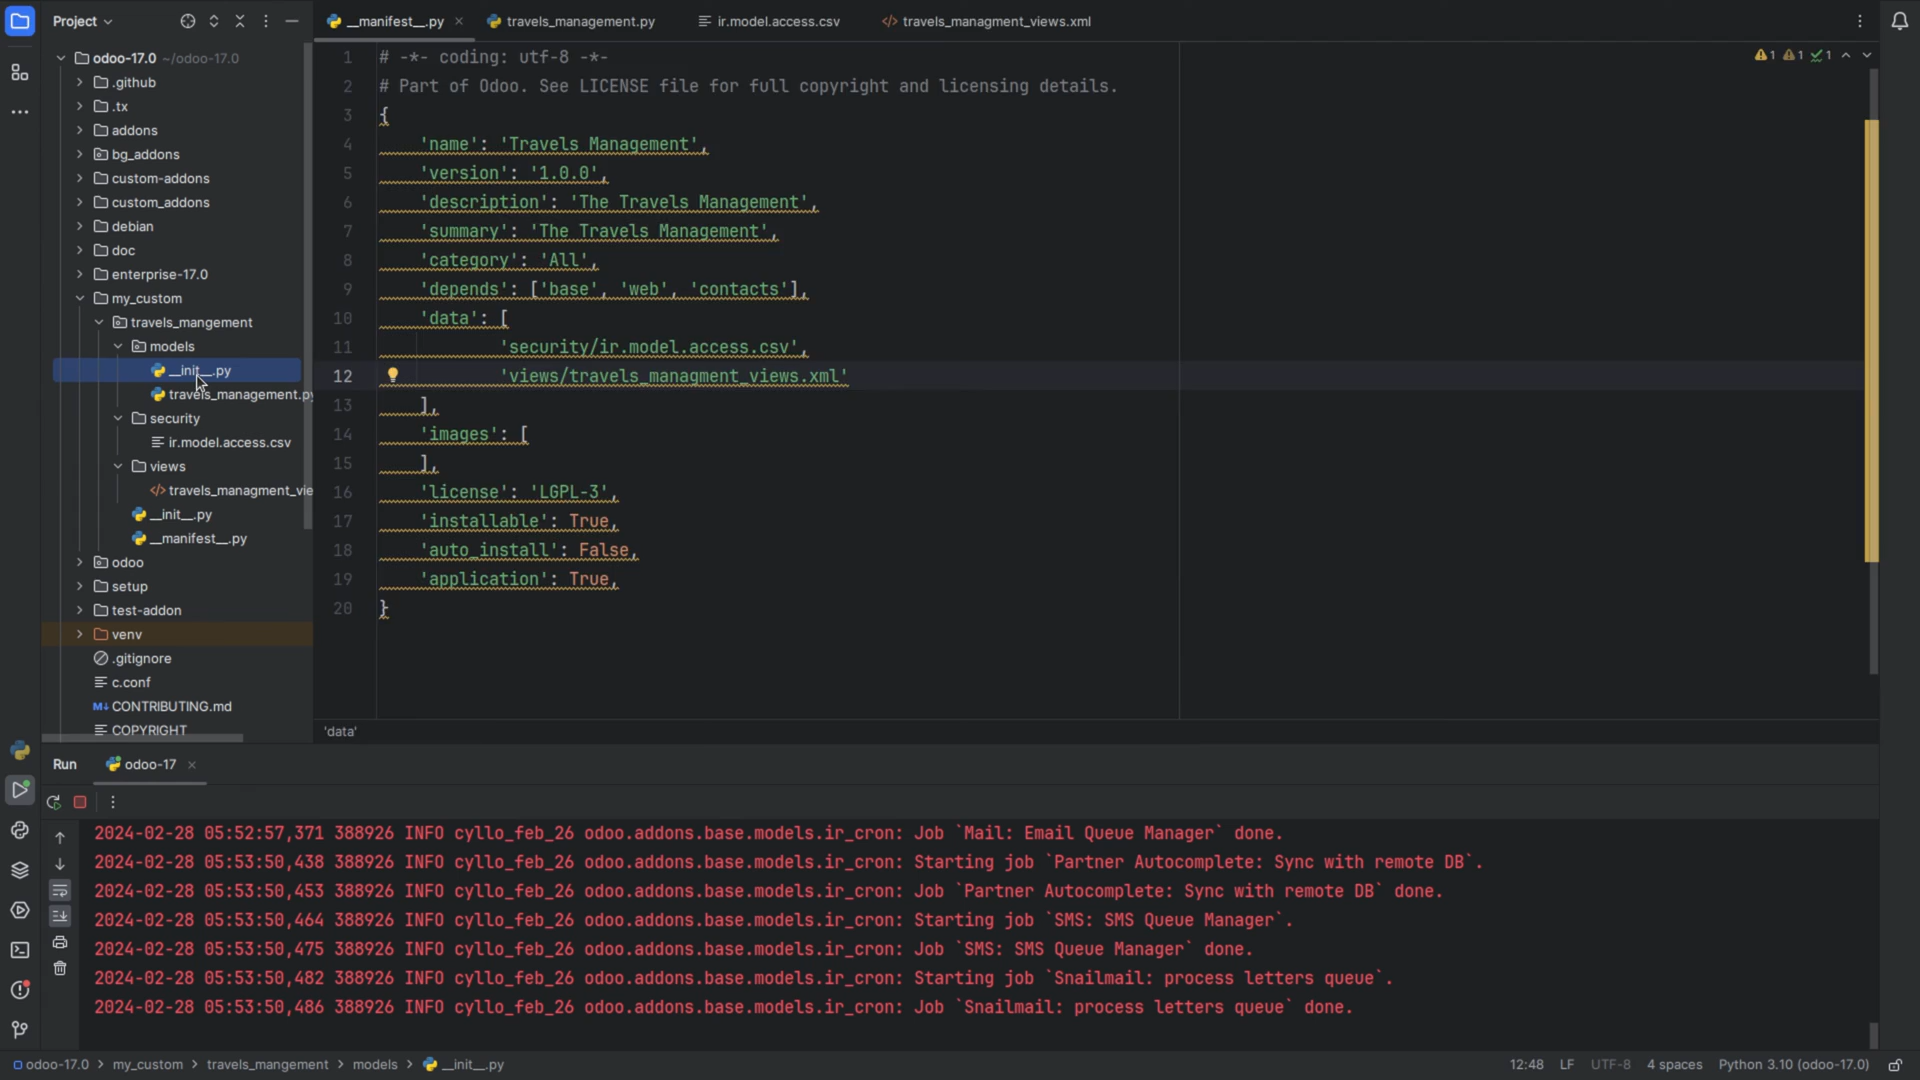 Project
__manifest__.py
travels_management.py
ir.model.access.csv
travels_managment_views.xml
odoo-17.0 ~/odoo-17.0
.github
.tx
addons
bg_addons
custom-addons
custom_addons
debian
doc
enterprise-17.0
my_custom
travels_mangement
models
__init__.py
travels_management.py
security
ir.model.access.csv
views
travels_managment_vie
__init__.py
__manifest__.py
odoo
setup
test-addon
venv
.gitignore
c.conf
CONTRIBUTING.md
COPYRIGHT
1 # -*- coding: utf-8 -*-
2 # Part of Odoo. See LICENSE file for full copyright and licensing details.
3 {
4 'name': 'Travels Management',
5 'version': '1.0.0',
6 'description': 'The Travels Management',
7 'summary': 'The Travels Management',
8 'category': 'All',
9 'depends': ['base', 'web', 'contacts'],
10 'data': [
11 'security/ir.model.access.csv',
12 'views/travels_managment_views.xml'
13 ],
14 'images': [
15 ],
16 'license': 'LGPL-3',
17 'installable': True,
18 'auto_install': False,
19 'application': True,
20 }
1 1 1
'data'
Run odoo-17
2024-02-28 05:52:57,371 388926 INFO cyllo_feb_26 odoo.addons.base.models.ir_cron: Job `Mail: Email Queue Manager` done.
2024-02-28 05:53:50,438 388926 INFO cyllo_feb_26 odoo.addons.base.models.ir_cron: Starting job `Partner Autocomplete: Sync with remote DB`.
2024-02-28 05:53:50,453 388926 INFO cyllo_feb_26 odoo.addons.base.models.ir_cron: Job `Partner Autocomplete: Sync with remote DB` done.
2024-02-28 05:53:50,464 388926 INFO cyllo_feb_26 odoo.addons.base.models.ir_cron: Starting job `SMS: SMS Queue Manager`.
2024-02-28 05:53:50,475 388926 INFO cyllo_feb_26 odoo.addons.base.models.ir_cron: Job `SMS: SMS Queue Manager` done.
2024-02-28 05:53:50,482 388926 INFO cyllo_feb_26 odoo.addons.base.models.ir_cron: Starting job `Snailmail: process letters queue`.
2024-02-28 05:53:50,486 388926 INFO cyllo_feb_26 odoo.addons.base.models.ir_cron: Job `Snailmail: process letters queue` done.
odoo-17.0 > my_custom > travels_mangement > models > __init__.py
12:48 LF UTF-8 4 spaces Python 3.10 (odoo-17.0)